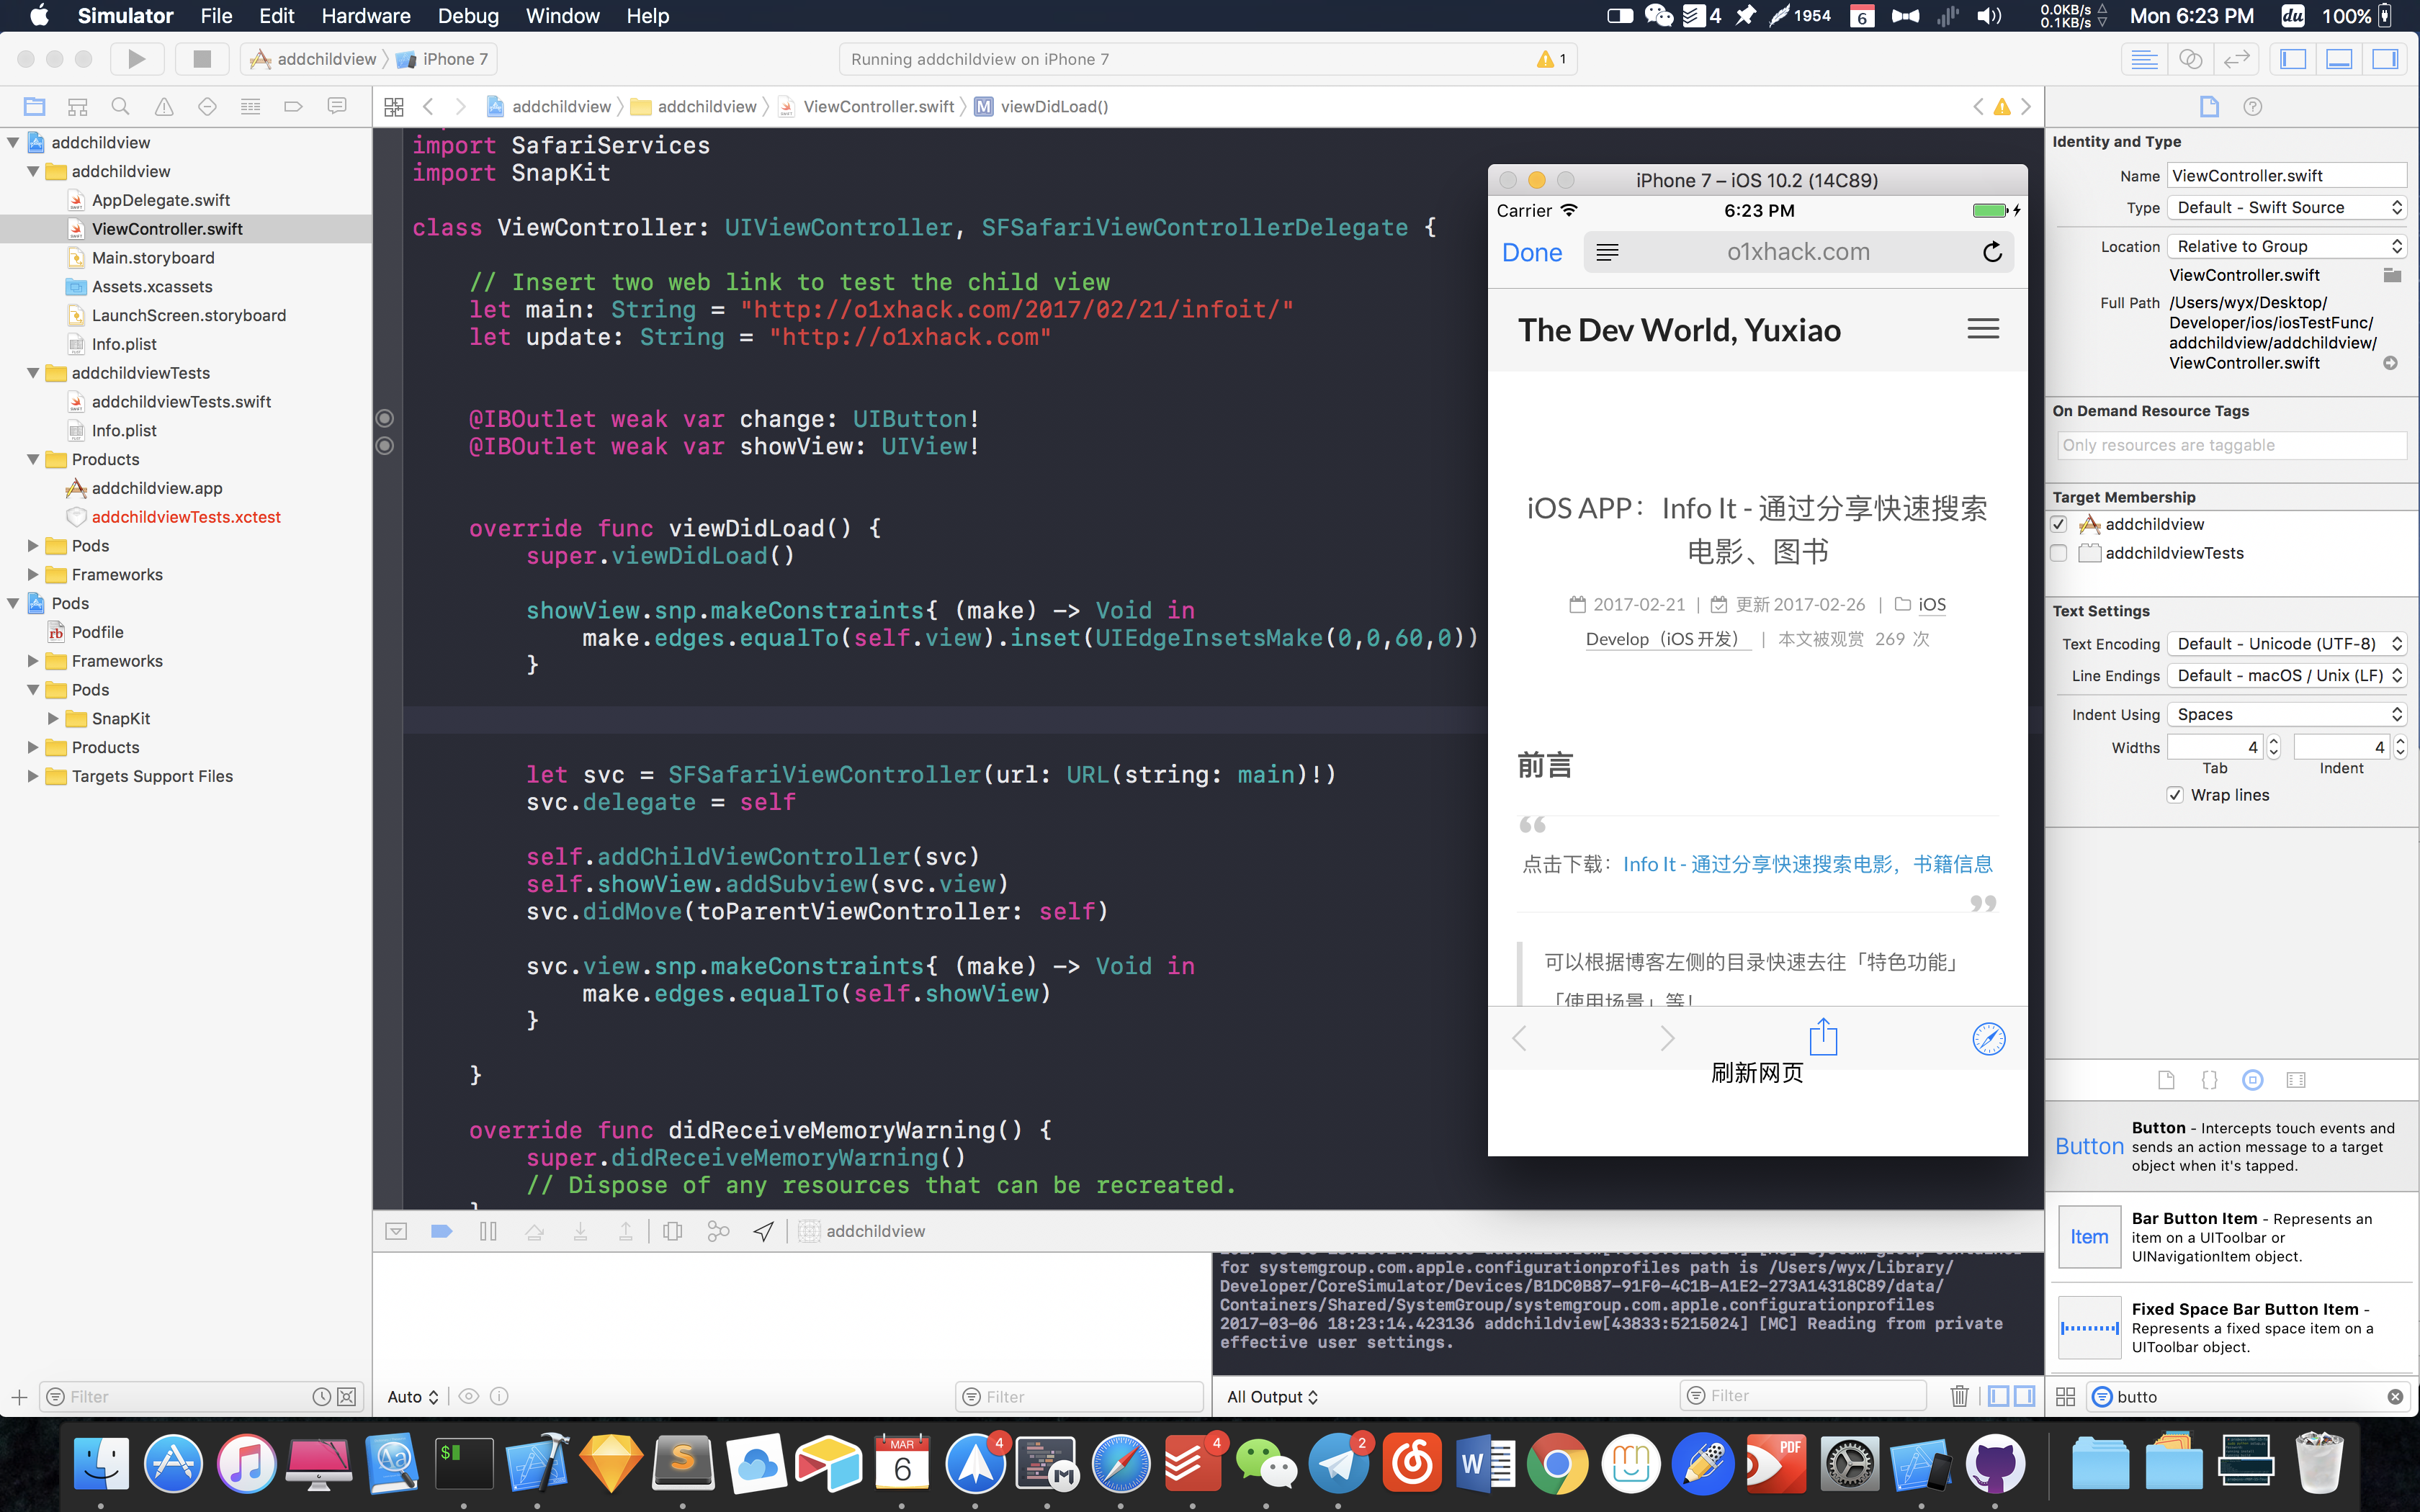 Simulator File Edit Hardware Debug Window Help
4 1954 6 0.0KB/s 0.1KB/s Mon 6:23 PM du 100%
addchildview iPhone 7
Running addchildview on iPhone 7
1
addchildview addchildview ViewController.swift M viewDidLoad()
addchildview
addchildview
AppDelegate.swift
ViewController.swift
Main.storyboard
Assets.xcassets
LaunchScreen.storyboard
Info.plist
addchildviewTests
addchildviewTests.swift
Info.plist
Products
addchildview.app
addchildviewTests.xctest
Pods
Frameworks
Pods
Podfile
Frameworks
Pods
SnapKit
Products
Targets Support Files
Filter
import SafariServices
import SnapKit
class ViewController: UIViewController, SFSafariViewControllerDelegate {
// Insert two web link to test the child view
let main: String = "http://o1xhack.com/2017/02/21/infoit/"
let update: String = "http://o1xhack.com"
@IBOutlet weak var change: UIButton!
@IBOutlet weak var showView: UIView!
override func viewDidLoad() {
super.viewDidLoad()
showView.snp.makeConstraints{ (make) -> Void in
make.edges.equalTo(self.view).inset(UIEdgeInsetsMake(0,0,60,0))
}
let svc = SFSafariViewController(url: URL(string: main)!)
svc.delegate = self
self.addChildViewController(svc)
self.showView.addSubview(svc.view)
svc.didMove(toParentViewController: self)
svc.view.snp.makeConstraints{ (make) -> Void in
make.edges.equalTo(self.showView)
}
}
override func didReceiveMemoryWarning() {
super.didReceiveMemoryWarning()
// Dispose of any resources that can be recreated.
iPhone 7 – iOS 10.2 (14C89)
Carrier 6:23 PM
Done o1xhack.com
The Dev World, Yuxiao
iOS APP：Info It - 通过分享快速搜索
电影、图书
2017-02-21 | 更新 2017-02-26 | iOS
Develop（iOS 开发） | 本文被观赏 269 次
前言
“
点击下载：Info It - 通过分享快速搜索电影，书籍信息
”
可以根据博客左侧的目录快速去往「特色功能」
「使用场景」等！
刷新网页
addchildview
for systemgroup.com.apple.configurationprofiles path is /Users/wyx/Library/
Developer/CoreSimulator/Devices/B1DC0B87-91F0-4C1B-A1E2-273A14318C89/data/
Containers/Shared/SystemGroup/systemgroup.com.apple.configurationprofiles
2017-03-06 18:23:14.423136 addchildview[43833:5215024] [MC] Reading from private
effective user settings.
Auto Filter
All Output Filter
Identity and Type
Name ViewController.swift
Type Default - Swift Source
Location Relative to Group
ViewController.swift
Full Path /Users/wyx/Desktop/
Developer/ios/iosTestFunc/
addchildview/addchildview/
ViewController.swift
On Demand Resource Tags
Only resources are taggable
Target Membership
addchildview
addchildviewTests
Text Settings
Text Encoding Default - Unicode (UTF-8)
Line Endings Default - macOS / Unix (LF)
Indent Using Spaces
Widths 4 4
Tab Indent
Wrap lines
{}
Button
Button - Intercepts touch events and
sends an action message to a target
object when it's tapped.
Item
Bar Button Item - Represents an
item on a UIToolbar or
UINavigationItem object.
Fixed Space Bar Button Item -
Represents a fixed space item on a
UIToolbar object.
butto
MAR
6
4
4
2
PDF